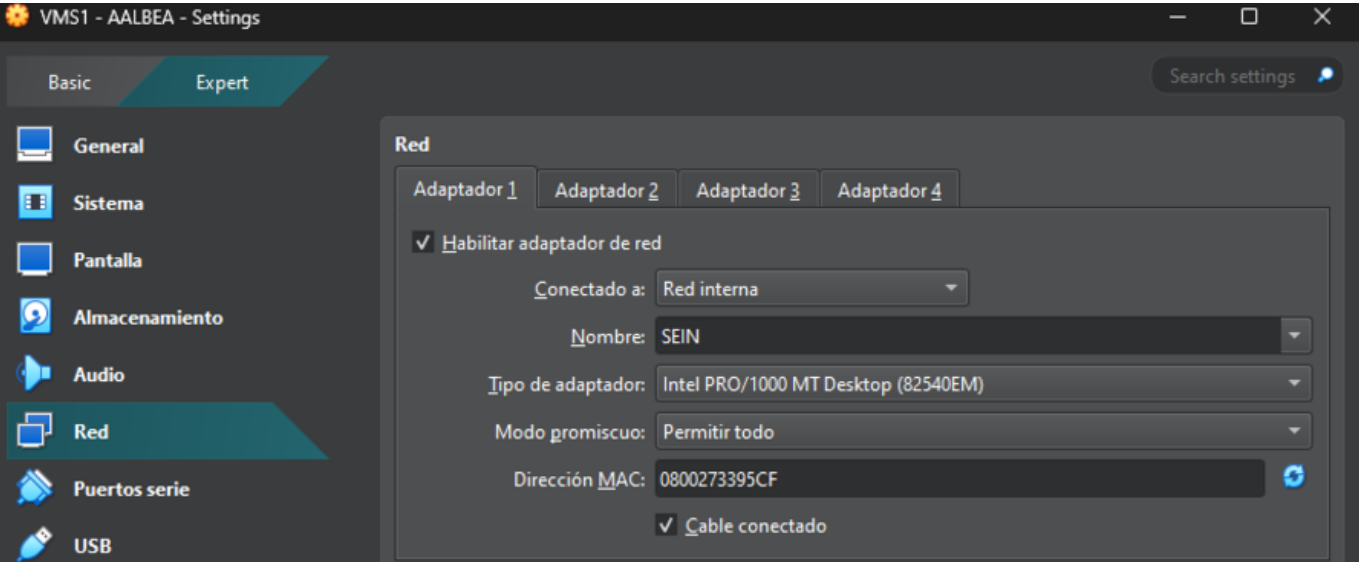 VMS1 - AALBEA - Settings
Basic
Expert
Search settings
General
Sistema
Pantalla
Almacenamiento
Audio
Red
Puertos serie
USB
Red
Adaptador 1
Adaptador 2
Adaptador 3
Adaptador 4
Habilitar adaptador de red
Conectado a: Red interna
Nombre: SEIN
Tipo de adaptador: Intel PRO/1000 MT Desktop (82540EM)
Modo promiscuo: Permitir todo
Dirección MAC: 0800273395CF
Cable conectado